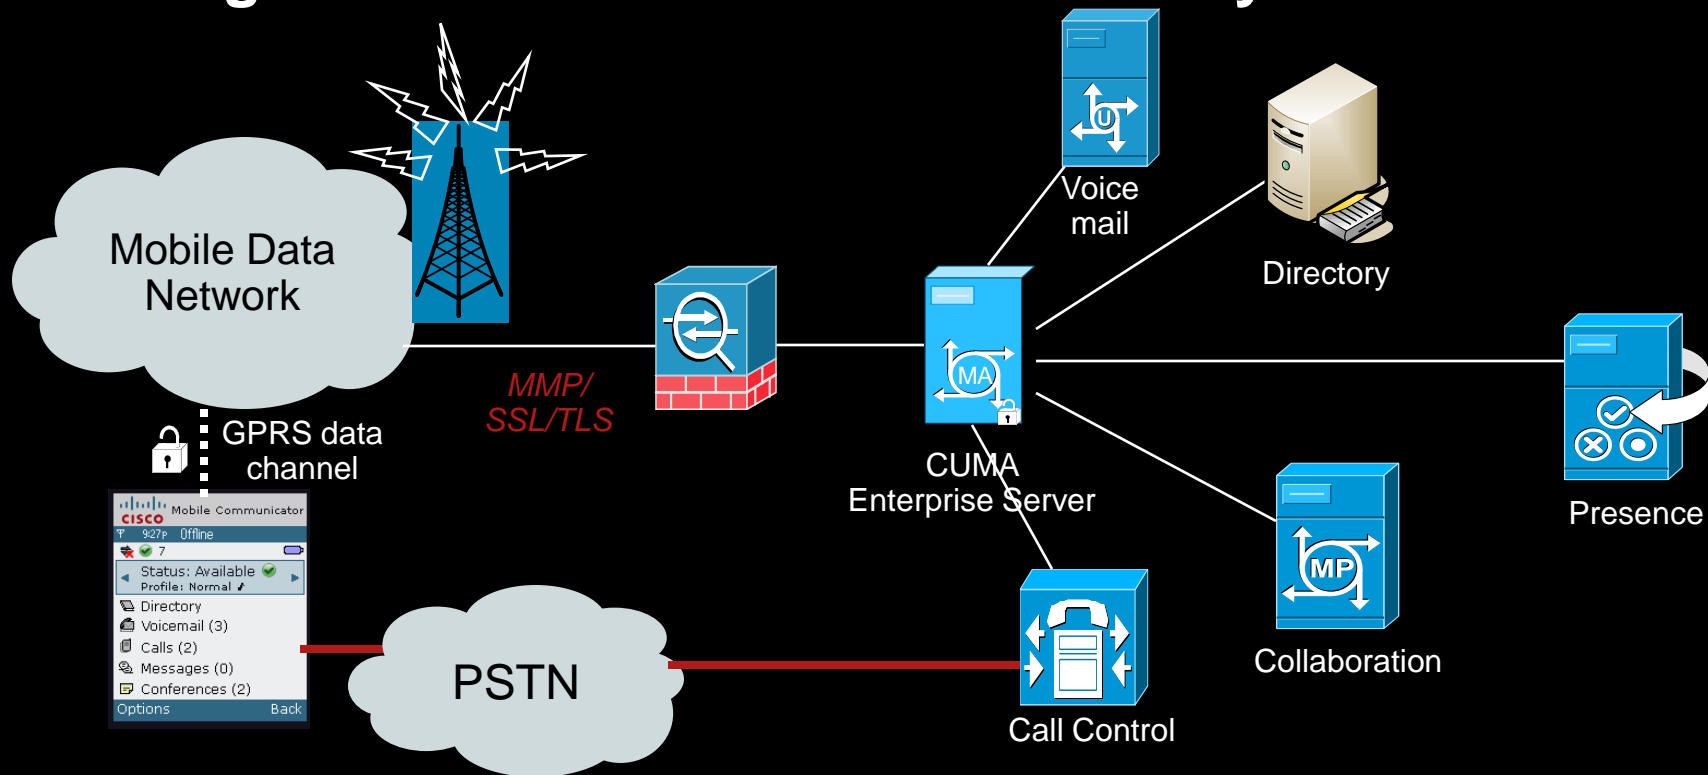 U
Voice
mail
Directory
Mobile Data
Network
MA
MMP/
SSL/TLS
GPRS data
channel
CUMA
Enterprise Server
Presence
CISCO Mobile Communicator
9:27P Offline
7
Status: Available
Profile: Normal
Directory
Voicemail (3)
Calls (2)
Messages (0)
Conferences (2)
Options Back
MP
Collaboration
PSTN
Call Control